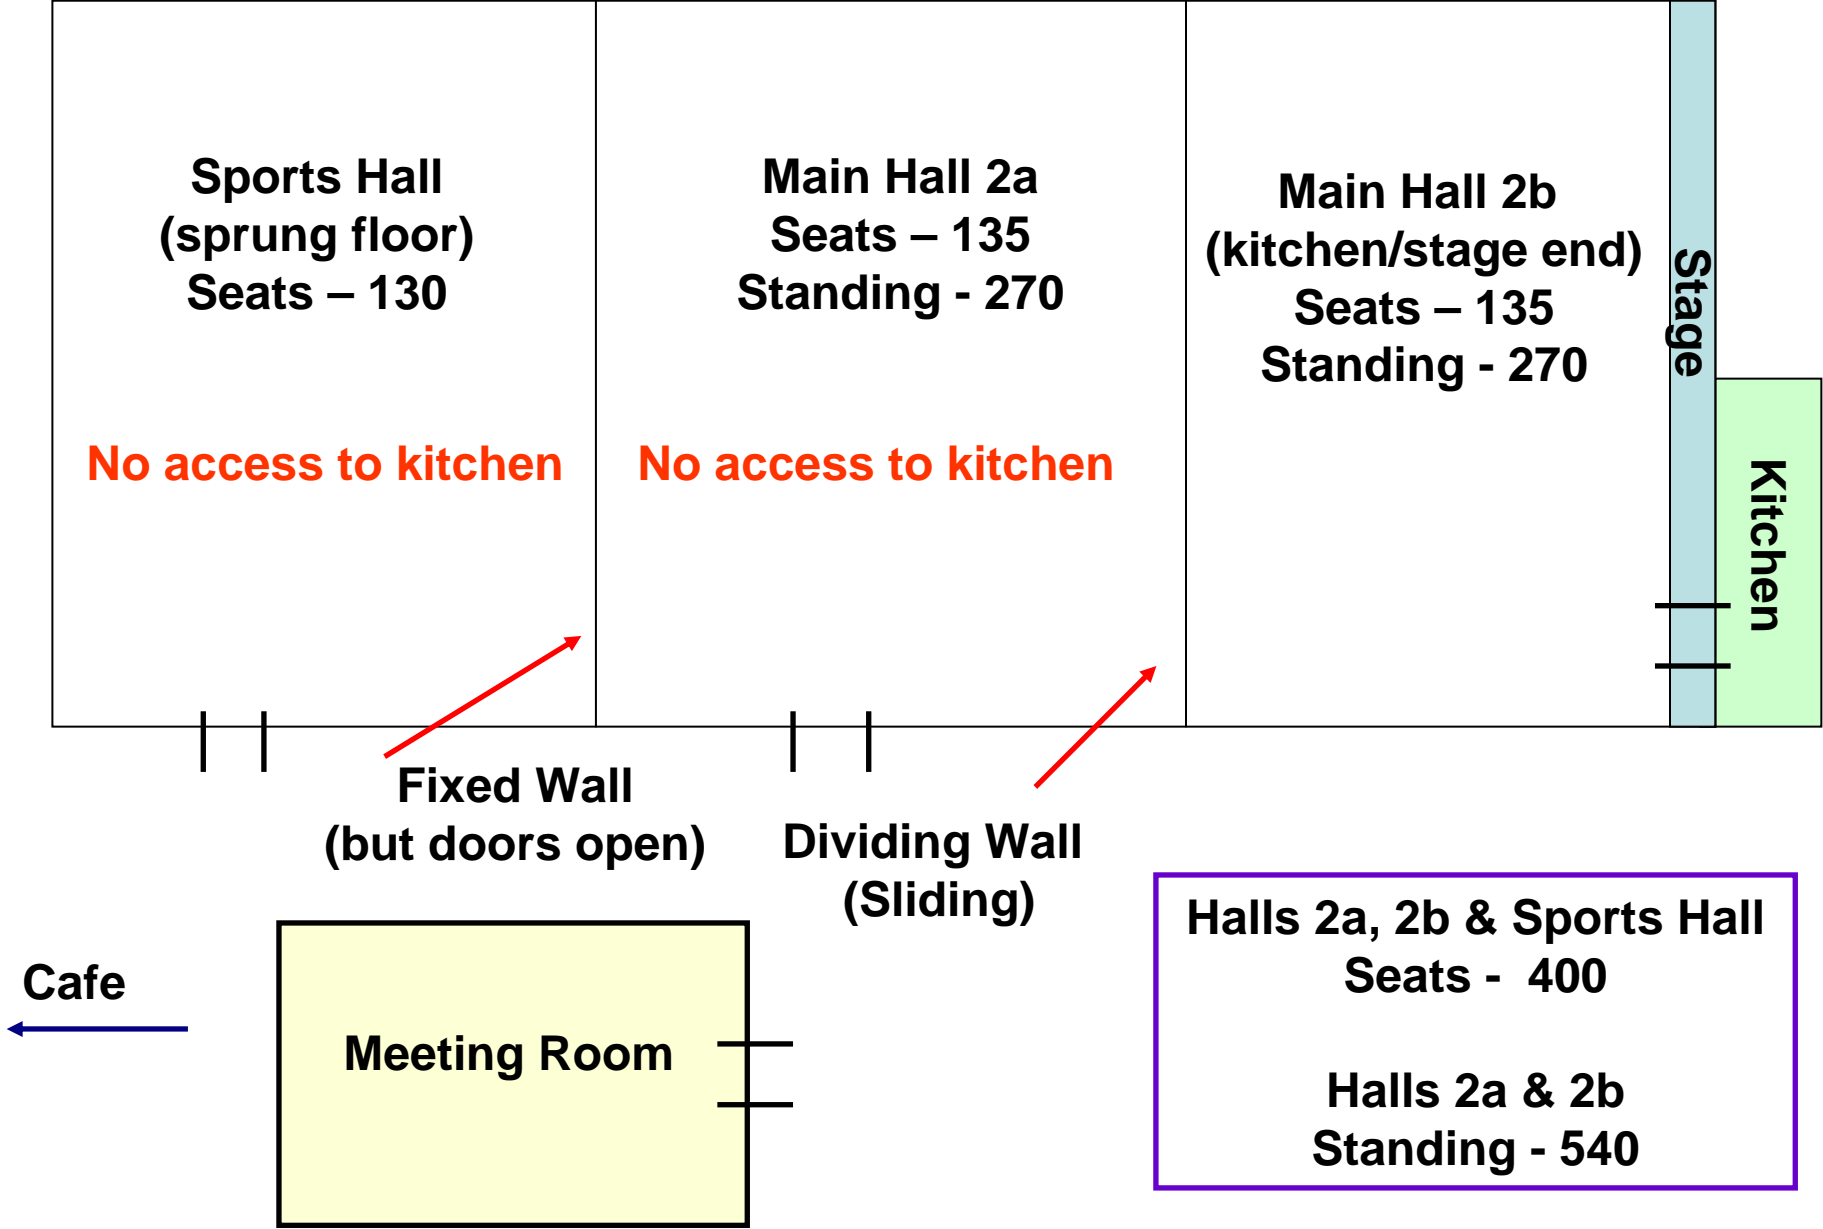 Sports Hall
(sprung floor)
Seats – 130
No access to kitchen
Main Hall 2a
Seats – 135
Standing - 270
No access to kitchen
Main Hall 2b
(kitchen/stage end)
Seats – 135
Standing - 270
Stage
Kitchen
Fixed Wall
(but doors open)
Dividing Wall
(Sliding)
Cafe
Meeting Room
Halls 2a, 2b & Sports Hall
Seats -  400
Halls 2a & 2b
Standing - 540